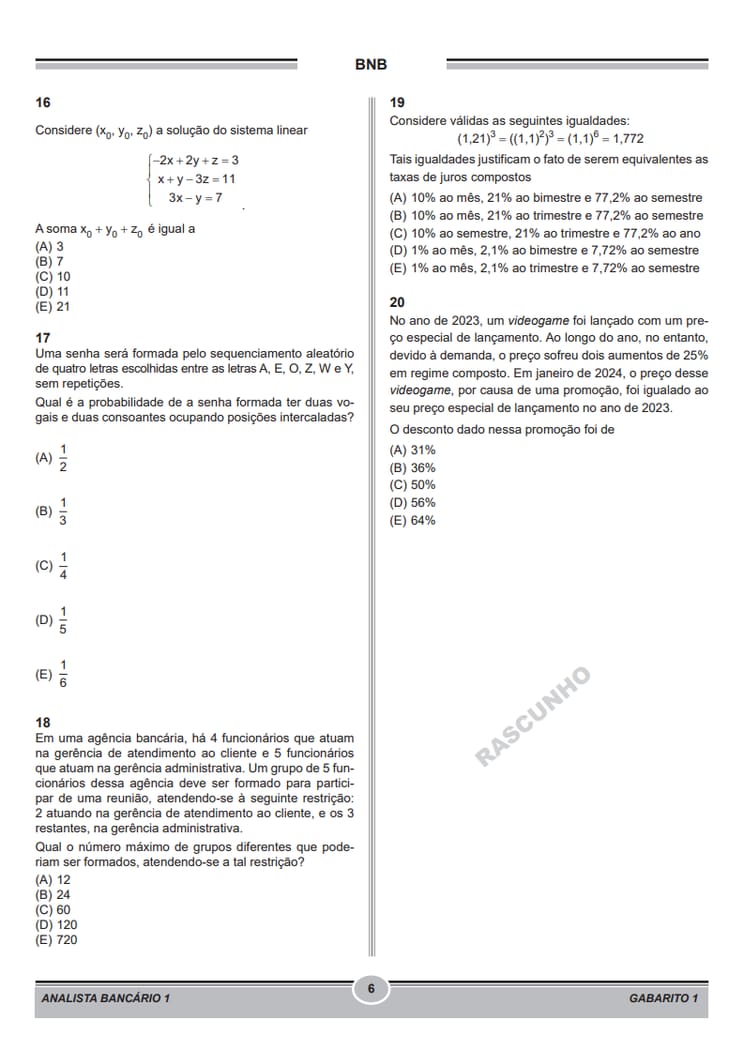 BNB
16
Considere (x₀, y₀, z₀) a solução do sistema linear
−2x + 2y + z = 3
x + y − 3z = 11
3x − y = 7
.
A soma x₀ + y₀ + z₀ é igual a
(A) 3
(B) 7
(C) 10
(D) 11
(E) 21
17
Uma senha será formada pelo sequenciamento aleatório
de quatro letras escolhidas entre as letras A, E, O, Z, W e Y,
sem repetições.
Qual é a probabilidade de a senha formada ter duas vo-
gais e duas consoantes ocupando posições intercaladas?
(A) 1/2
(B) 1/3
(C) 1/4
(D) 1/5
(E) 1/6
18
Em uma agência bancária, há 4 funcionários que atuam
na gerência de atendimento ao cliente e 5 funcionários
que atuam na gerência administrativa. Um grupo de 5 fun-
cionários dessa agência deve ser formado para partici-
par de uma reunião, atendendo-se à seguinte restrição:
2 atuando na gerência de atendimento ao cliente, e os 3
restantes, na gerência administrativa.
Qual o número máximo de grupos diferentes que pode-
riam ser formados, atendendo-se a tal restrição?
(A) 12
(B) 24
(C) 60
(D) 120
(E) 720
19
Considere válidas as seguintes igualdades:
(1,21)³ = ((1,1)²)³ = (1,1)⁶ = 1,772
Tais igualdades justificam o fato de serem equivalentes as
taxas de juros compostos
(A) 10% ao mês, 21% ao bimestre e 77,2% ao semestre
(B) 10% ao mês, 21% ao trimestre e 77,2% ao semestre
(C) 10% ao semestre, 21% ao trimestre e 77,2% ao ano
(D) 1% ao mês, 2,1% ao bimestre e 7,72% ao semestre
(E) 1% ao mês, 2,1% ao trimestre e 7,72% ao semestre
20
No ano de 2023, um videogame foi lançado com um pre-
ço especial de lançamento. Ao longo do ano, no entanto,
devido à demanda, o preço sofreu dois aumentos de 25%
em regime composto. Em janeiro de 2024, o preço desse
videogame, por causa de uma promoção, foi igualado ao
seu preço especial de lançamento no ano de 2023.
O desconto dado nessa promoção foi de
(A) 31%
(B) 36%
(C) 50%
(D) 56%
(E) 64%
RASCUNHO
ANALISTA BANCÁRIO 1
6
GABARITO 1